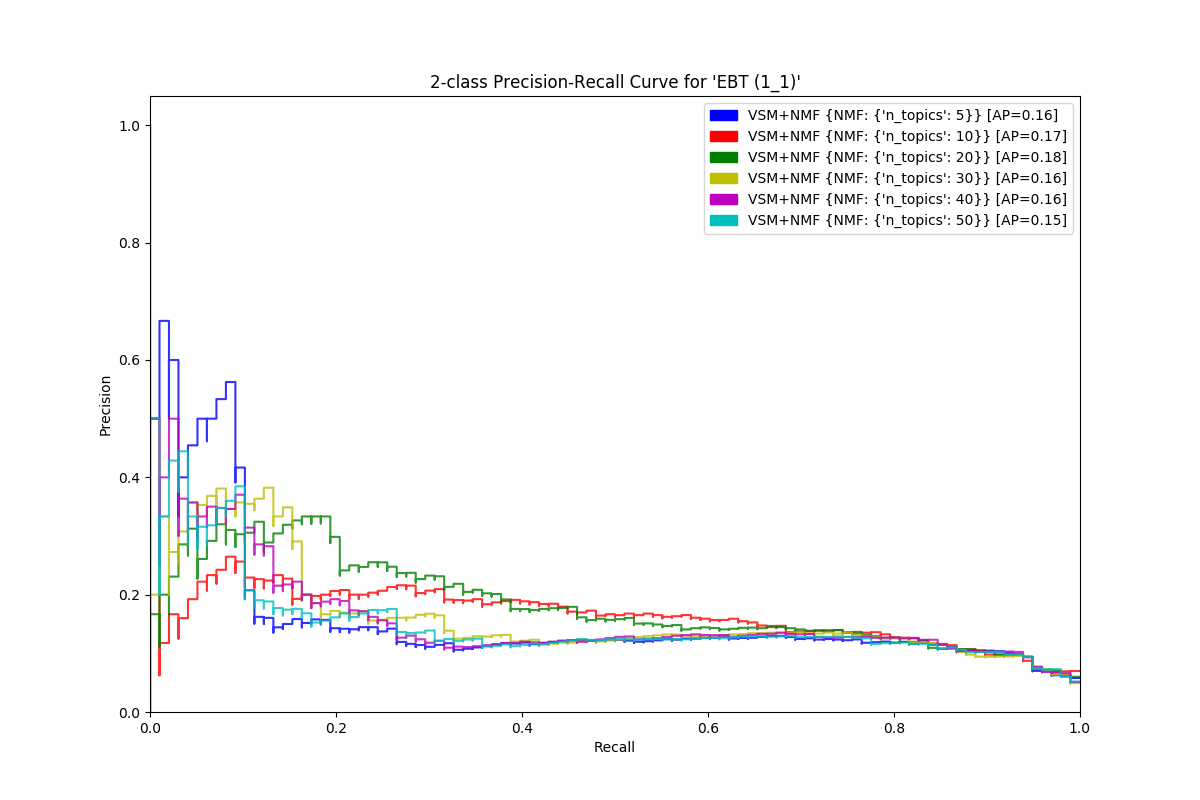 2-class Precision-Recall Curve for 'EBT (1_1)'
VSM+NMF {NMF: {'n_topics': 5}} [AP=0.16]
VSM+NMF {NMF: {'n_topics': 10}} [AP=0.17]
VSM+NMF {NMF: {'n_topics': 20}} [AP=0.18]
VSM+NMF {NMF: {'n_topics': 30}} [AP=0.16]
VSM+NMF {NMF: {'n_topics': 40}} [AP=0.16]
VSM+NMF {NMF: {'n_topics': 50}} [AP=0.15]
1.0
0.8
0.6
0.4
0.2
0.0
Precision
0.0 0.2 0.4 0.6 0.8 1.0
Recall